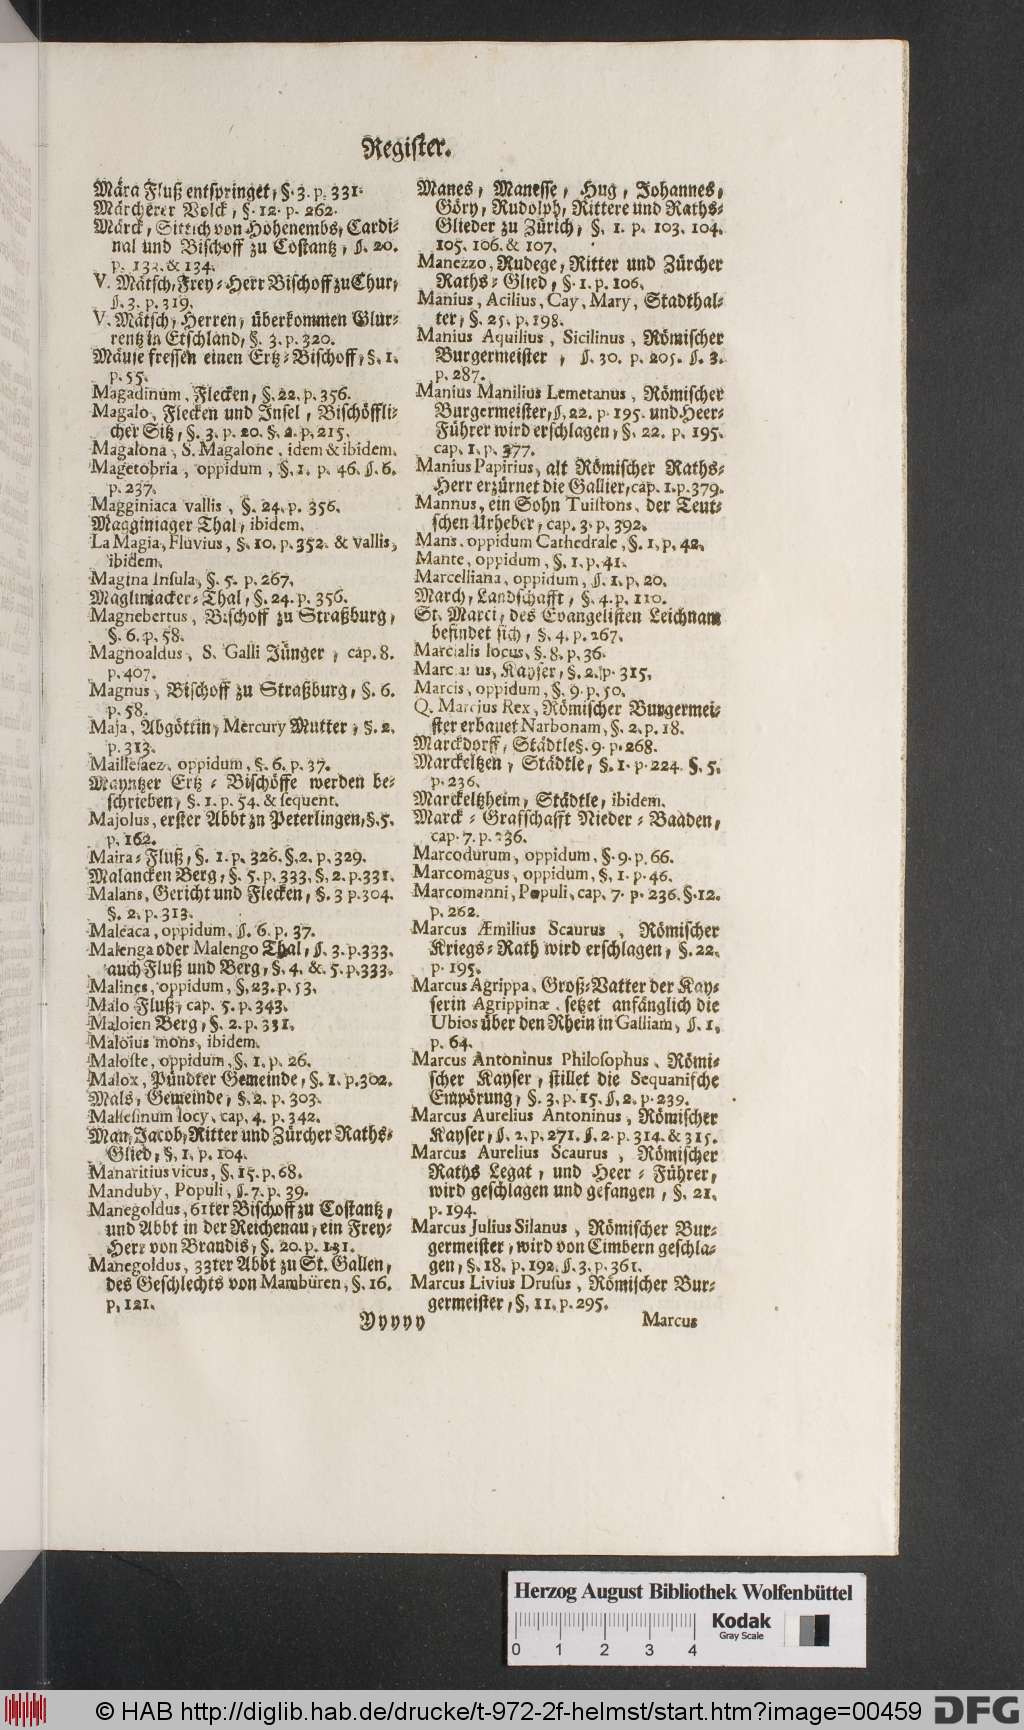 Register.
Mära Fluß entspringet, §. 3. p. 331.
Märcherer Volck, §. 12. p. 262.
Märck, Sittich von Hohenembs, Cardi-
nal und Bischoff zu Costantz, §. 20.
p. 132. & 134.
V. Mätsch, Frey-Herr Bischoff zu Chur,
§. 3. p. 319.
V. Mätsch, Herren, überkommen Glur-
rentz in Etschland, §. 3. p. 320.
Mäuse fressen einen Ertz-Bischoff, §. 1.
p. 55.
Magadinum, Flecken, §. 22. p. 356.
Magalo, Flecken und Insel, Bischöffli-
cher Sitz, §. 3. p. 20. §. 2. p. 215.
Magalona, S. Magalone, idem & ibidem.
Magetobria, oppidum, §. 1. p. 46. §. 6.
p. 237.
Magginiaca vallis, §. 24. p. 356.
Magginiager Thal, ibidem.
La Magia, Fluvius, §. 10. p. 352. & vallis,
ibidem.
Magina Insula, §. 5. p. 267.
Magliniacker-Thal, §. 24. p. 356.
Magnebertus, Bischoff zu Straßburg,
§. 6. p. 58.
Magnoaldus, S. Galli Jünger, cap. 8.
p. 407.
Magnus, Bischoff zu Straßburg, §. 6.
p. 58.
Maja, Abgöttin, Mercury Mutter, §. 2.
p. 313.
Maillesaez, oppidum, §. 6. p. 37.
Mayntzer Ertz-Bischöffe werden be-
schrieben, §. 1. p. 54. & sequent.
Majolus, erster Abbt zu Peterlingen, §. 5.
p. 162.
Maira-Fluß, §. 1. p. 326. §. 2. p. 329.
Malancken Berg, §. 5. p. 333. §. 2. p. 331.
Malans, Gericht und Flecken, §. 3 p. 304.
§. 2. p. 313.
Maleaca, oppidum, §. 6. p. 37.
Malenga oder Malengo Thal, §. 3. p. 333.
auch Fluß und Berg, §. 4. &. 5. p. 333.
Malines, oppidum, §. 23. p. 53.
Malo Fluß, cap. 5. p. 343.
Maloien Berg, §. 2. p. 331.
Maloius mons, ibidem.
Maloste, oppidum, §. 1. p. 26.
Malox, Pündter Gemeinde, §. 1. p. 302.
Mals, Gemeinde, §. 2. p. 303.
Mallesinum locy, cap. 4. p. 342.
Man, Jacob, Ritter und Zürcher Raths-
Glied, §. 1. p. 104.
Manaritius vicus, §. 15. p. 68.
Manduby, Populi, §. 7. p. 39.
Manegoldus, 61ter Bischoff zu Costantz,
und Abbt in der Reichenau, ein Frey-
Herr von Brandis, §. 20. p. 131.
Manegoldus, 33ter Abbt zu St. Gallen,
des Geschlechts von Mambüren, §. 16.
p. 121.
Manes, Manesse, Hug, Johannes,
Göry, Rudolph, Rittere und Raths-
Glieder zu Zürich, §. 1. p. 103. 104.
105. 106. & 107.
Manezzo, Rudege, Ritter und Zürcher
Raths-Glied, §. 1. p. 106.
Manius, Acilius, Cay, Mary, Stadthal-
ter, §. 25. p. 198.
Manius Aquilius, Sicilinus, Römischer
Burgermeister, §. 30. p. 205. §. 3.
p. 287.
Manius Manilius Lemetanus, Römischer
Burgermeister, §. 22. p. 195. und Heer-
Führer wird erschlagen, §. 22. p. 195.
cap. 1. p. 377.
Manius Papirius, alt Römischer Raths-
Herr erzürnet die Gallier, cap. 1. p. 379.
Mannus, ein Sohn Tuistons, der Teut-
schen Urheber, cap. 3. p. 392.
Mans, oppidum Cathedrale, §. 1. p. 42.
Mante, oppidum, §. 1. p. 41.
Marcelliana, oppidum, §. 1. p. 20.
March, Landschafft, §. 4. p. 110.
St. Marci, des Evangelisten Leichnam
befindet sich, §. 4. p. 267.
Marcialis locus, §. 8. p. 36.
Marcianus, Kayser, §. 2. p. 315.
Marcis, oppidum, §. 9. p. 50.
Q. Marcius Rex, Römischer Burgermei-
ster erbauet Narbonam, §. 2. p. 18.
Marckdorff, Städtle §. 9. p. 268.
Marckeltzen, Städtle, §. 1. p. 224. §. 5.
p. 236.
Marckeltzheim, Städtle, ibidem.
Marck-Grafschafft Nieder-Baaden,
cap. 7. p. 236.
Marcodurum, oppidum, §. 9. p. 66.
Marcomagus, oppidum, §. 1. p. 46.
Marcomanni, Populi, cap. 7. p. 236. §. 12.
p. 262.
Marcus Æmilius Scaurus, Römischer
Kriegs-Rath wird erschlagen, §. 22.
p. 195.
Marcus Agrippa, Groß-Vatter der Kay-
serin Agrippinæ, setzet anfänglich die
Ubios über den Rhein in Galliam, §. 1.
p. 64.
Marcus Antoninus Philosophus, Römi-
scher Kayser, stillet die Sequanische
Empörung, §. 3. p. 15. §. 2. p. 239.
Marcus Aurelius Antoninus, Römischer
Kayser, §. 2. p. 271. §. 2. p. 314. & 315.
Marcus Aurelius Scaurus, Römischer
Raths Legat, und Heer-Führer,
wird geschlagen und gefangen, §. 21.
p. 194.
Marcus Julius Silanus, Römischer Bur-
germeister, wird von Cimbern geschla-
gen, §. 18. p. 192. §. 3. p. 361.
Marcus Livius Drusus, Römischer Bur-
germeister, §. 11. p. 295.
Yyyyy
Marcus
Herzog August Bibliothek Wolfenbüttel
0 1 2 3 4
Kodak
Gray Scale
© HAB http://diglib.hab.de/drucke/t-972-2f-helmst/start.htm?image=00459
DFG